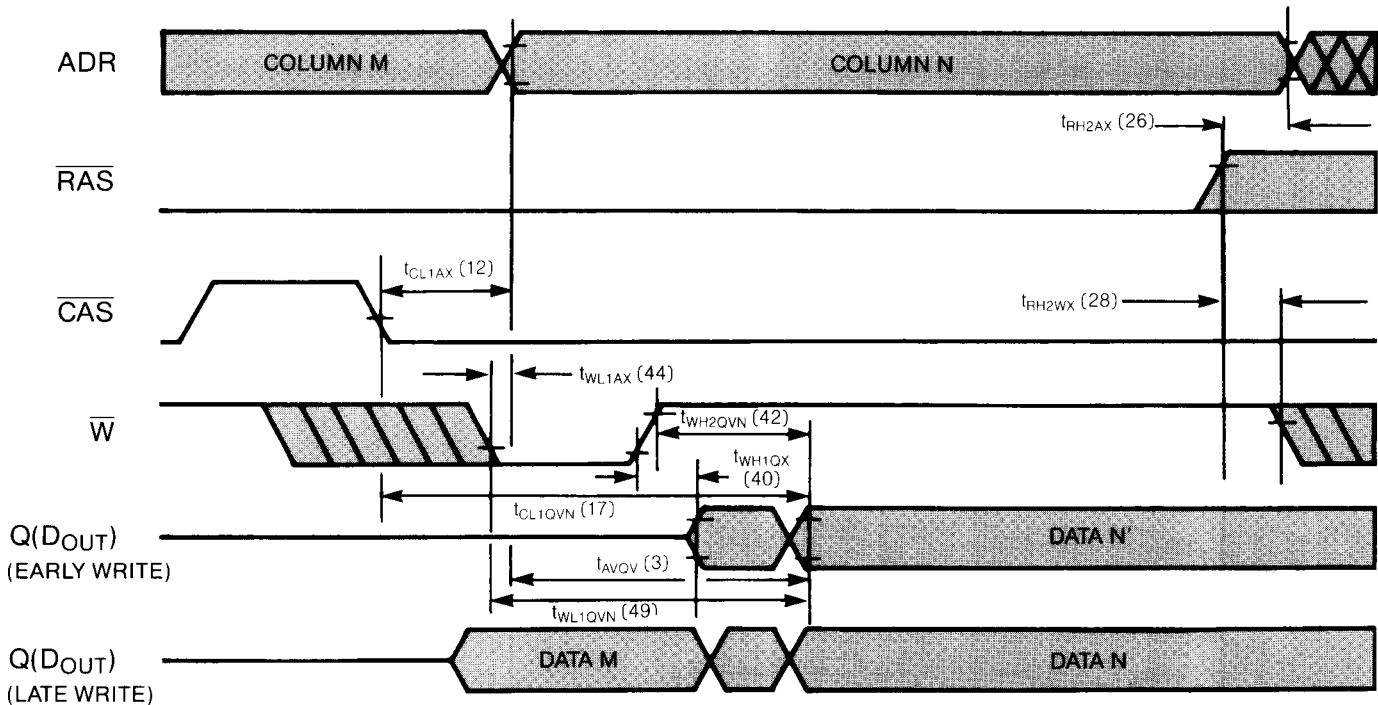 ADR
COLUMN M
COLUMN N
tRH2AX (26)
RAS
CAS
tCL1AX (12)
tRH2WX (28)
tWL1AX (44)
W
tWH2QVN (42)
tWH1QX
(40)
tCL1QVN (17)
Q(DOUT)
(EARLY WRITE)
DATA N'
tAVQV (3)
tWL1QVN (49)
Q(DOUT)
(LATE WRITE)
DATA M
DATA N